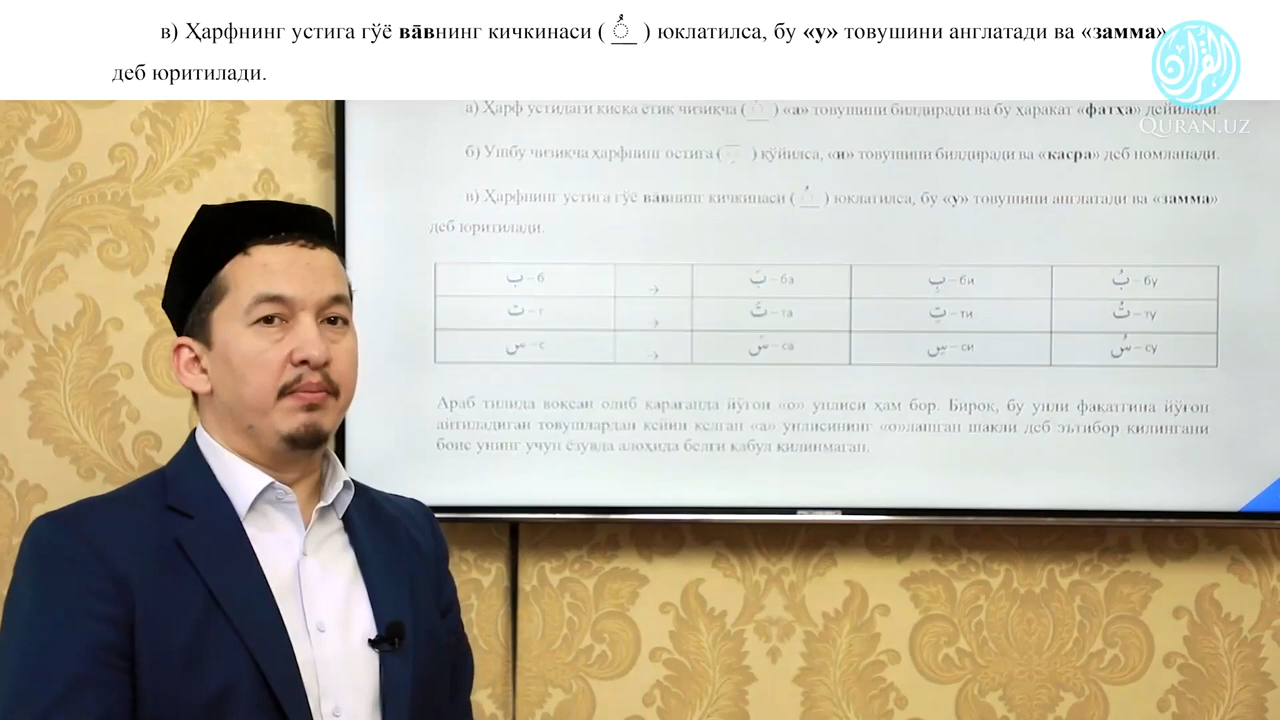 в) Ҳарфнинг устига гўё вāвнинг кичкинаси ( ـُ ) юклатилса, бу «у» товушини англатади ва «замма»
деб юритилади.
القرآن
QURAN.UZ
а) Ҳарф устидаги қисқа ётиқ чизиқча ( ـَ ) «а» товушини билдиради ва бу ҳаракат «фатҳа» дейилади.
б) Ушбу чизиқча ҳарфнинг остига ( ـِ ) қўйилса, «и» товушини билдиради ва «касра» деб номланади.
в) Ҳарфнинг устига гўё вāвнинг кичкинаси ( ـُ ) юклатилса, бу «у» товушини англатади ва «замма»
деб юритилади.
ب – б → بَ – ба بِ – би بُ – бу
ت – т → تَ – та تِ – ти تُ – ту
س – с → سَ – са سِ – си سُ – су
Араб тилида воқеан олиб қараганда йўғон «о» унлиси ҳам бор. Бироқ, бу унли фақатгина йўғон
айтиладиган товушлардан кейин келган «а» унлисининг «о»лашган шакли деб эътибор қилингани
боис унинг учун ёзувда алоҳида белги қабул қилинмаган.